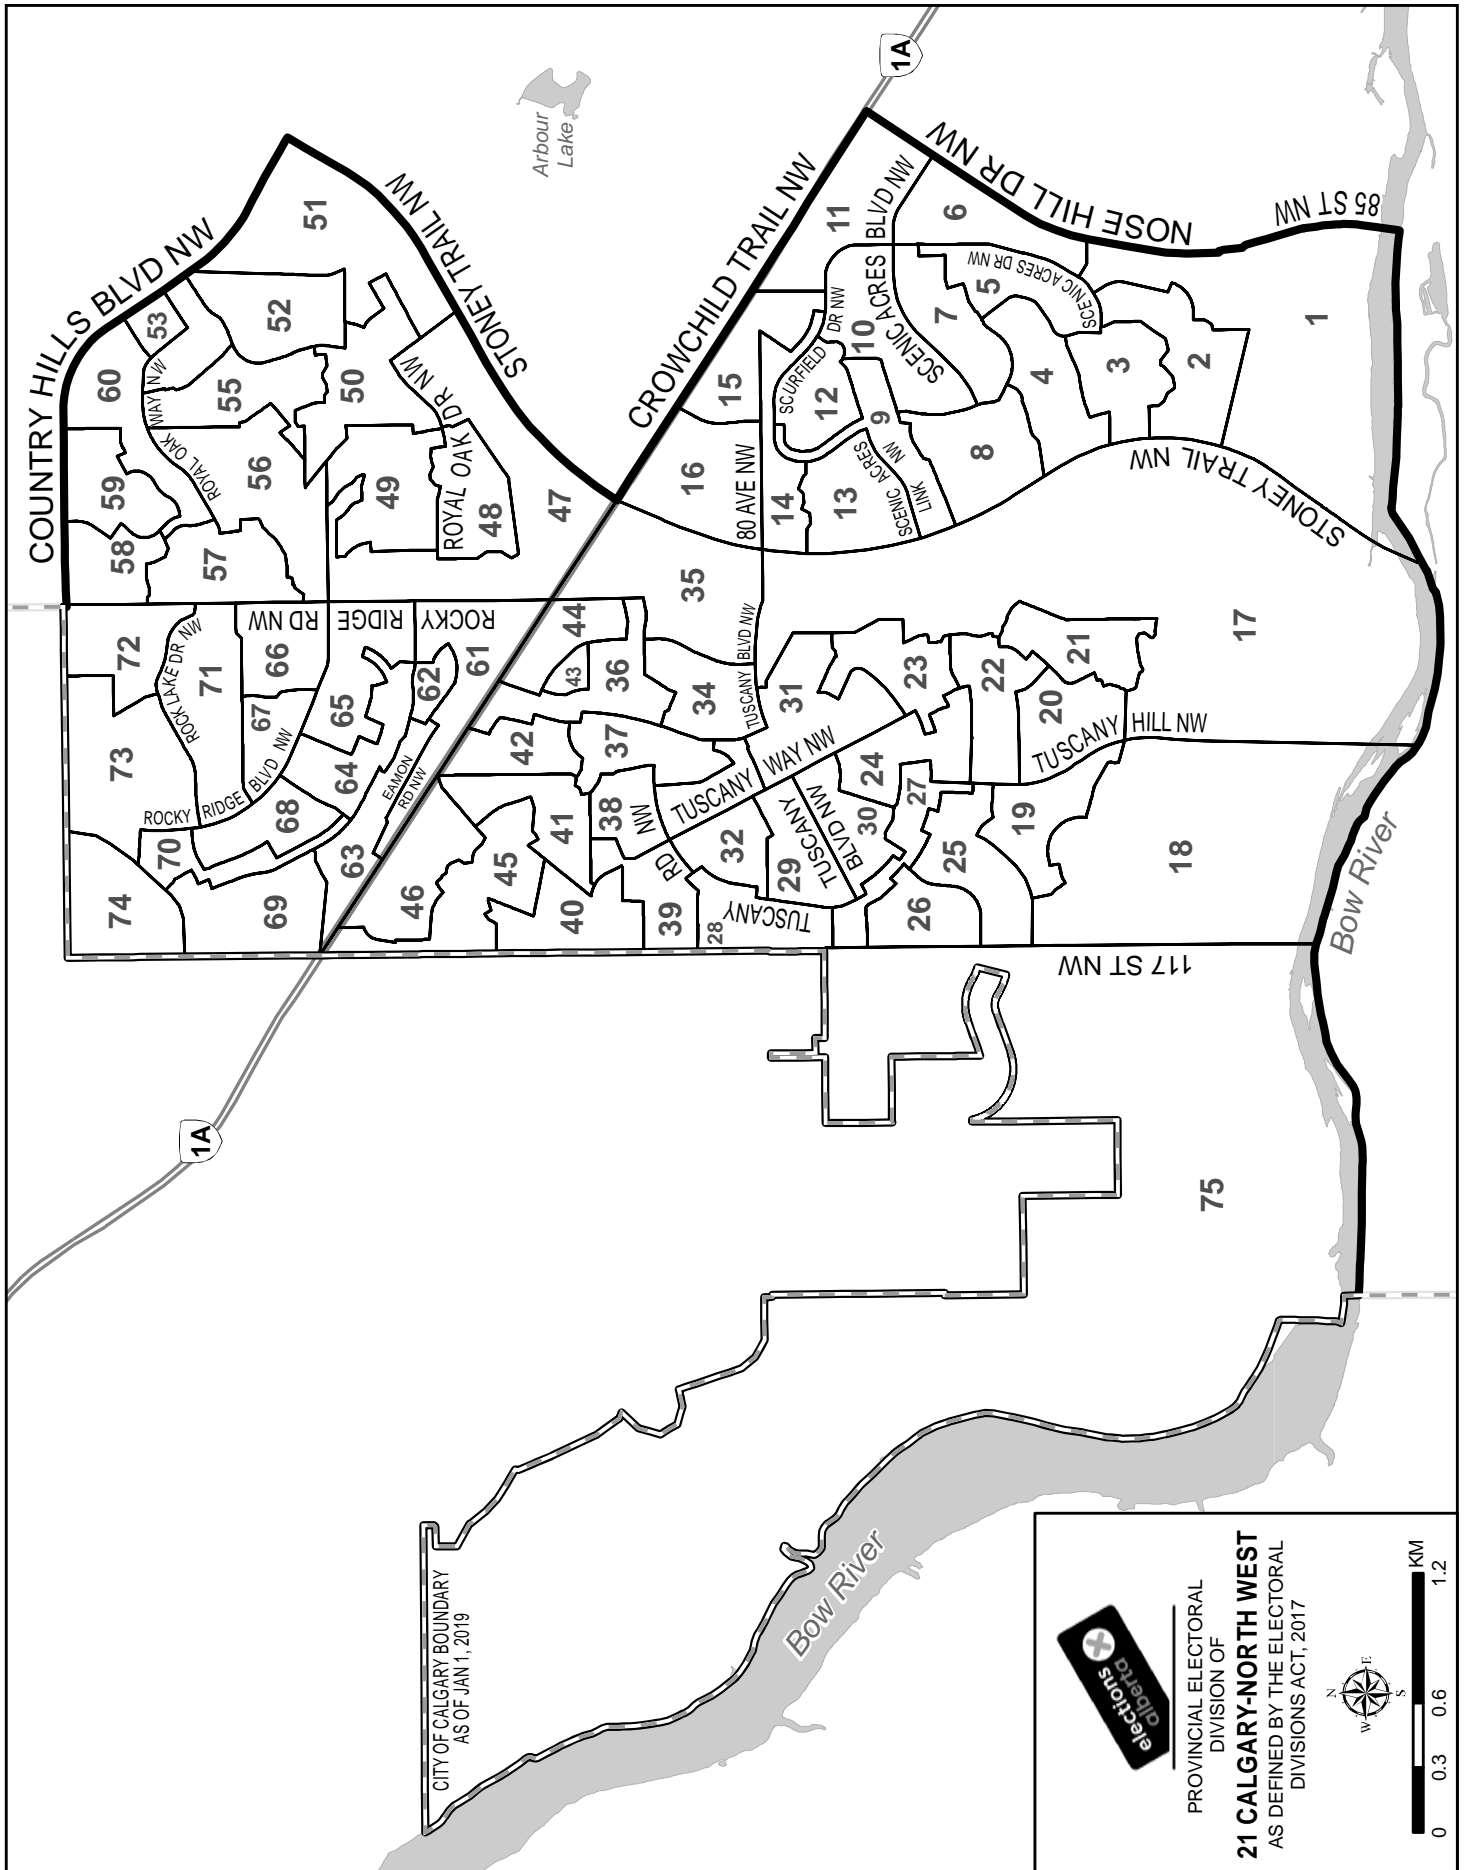 COUNTRY HILLS BLVD NW
STONEY TRAIL NW
CROWCHILD TRAIL NW
NOSE HILL DR NW
85 ST NW
1A
Arbour
Lake
51
52
53
60
55
50
WAY NW
ROYAL OAK
56
59
58
57
49
ROYAL OAK DR NW
48
47
11
6
SCENIC ACRES BLVD NW
SCENIC ACRES DR NW
5
7
10
SCURFIELD DR NW
12
9
SCENIC ACRES LINK NW
15
16
80 AVE NW
14
13
8
4
3
2
1
STONEY TRAIL NW
35
17
ROCKY RIDGE RD NW
72
ROCK LAKE DR NW
71
66
67
65
62
61
44
43
36
34
TUSCANY BLVD NW
31
23
22
21
20
TUSCANY HILL NW
73
ROCKY RIDGE BLVD NW
64
EAMON
RD NW
68
63
70
74
69
46
42
37
38
41
45
40
39
TUSCANY WAY NW
24
27
30
TUSCANY BLVD NW
29
32
28
TUSCANY RD NW
26
25
19
18
117 ST NW
Bow River
1A
75
CITY OF CALGARY BOUNDARY
AS OF JAN 1, 2019
Bow River
elections
alberta
PROVINCIAL ELECTORAL
DIVISION OF
21 CALGARY-NORTH WEST
AS DEFINED BY THE ELECTORAL
DIVISIONS ACT, 2017
N
W
E
S
KM
0 0.3 0.6 1.2